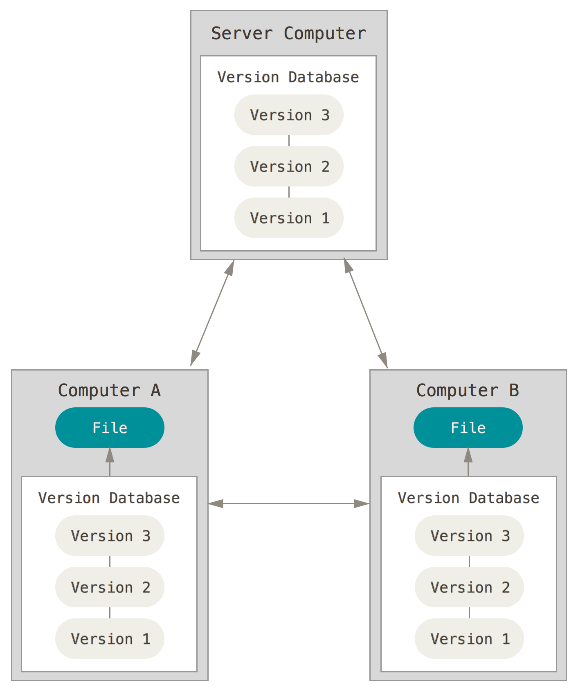 Server Computer
Version Database
Version 3
Version 2
Version 1
Computer A
File
Version Database
Version 3
Version 2
Version 1
Computer B
File
Version Database
Version 3
Version 2
Version 1